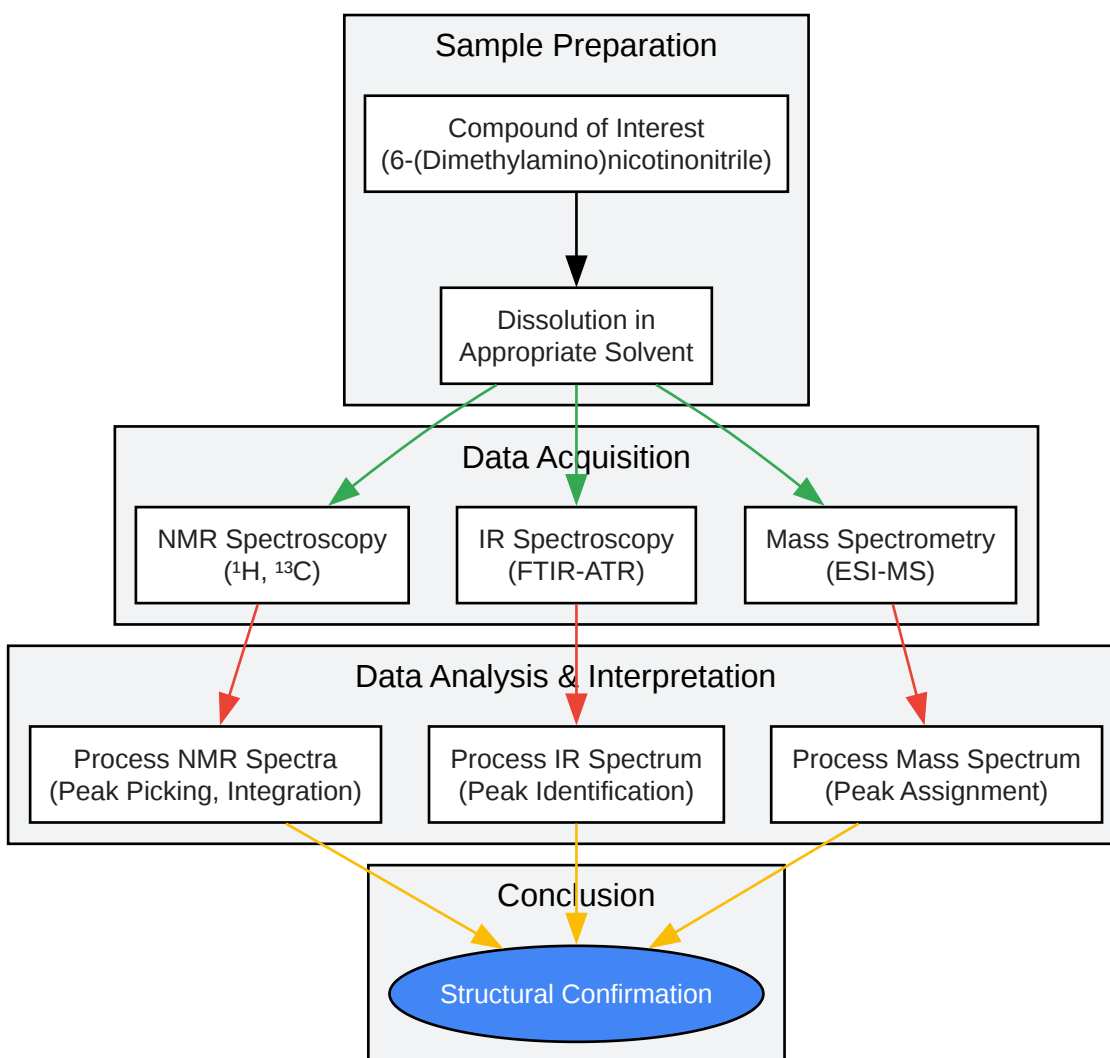 Sample Preparation
Compound of Interest
(6-(Dimethylamino)nicotinonitrile)
Dissolution in
Appropriate Solvent
Data Acquisition
NMR Spectroscopy
(¹H, ¹³C)
IR Spectroscopy
(FTIR-ATR)
Mass Spectrometry
(ESI-MS)
Data Analysis & Interpretation
Process NMR Spectra
(Peak Picking, Integration)
Process IR Spectrum
(Peak Identification)
Process Mass Spectrum
(Peak Assignment)
Conclusion
Structural Confirmation